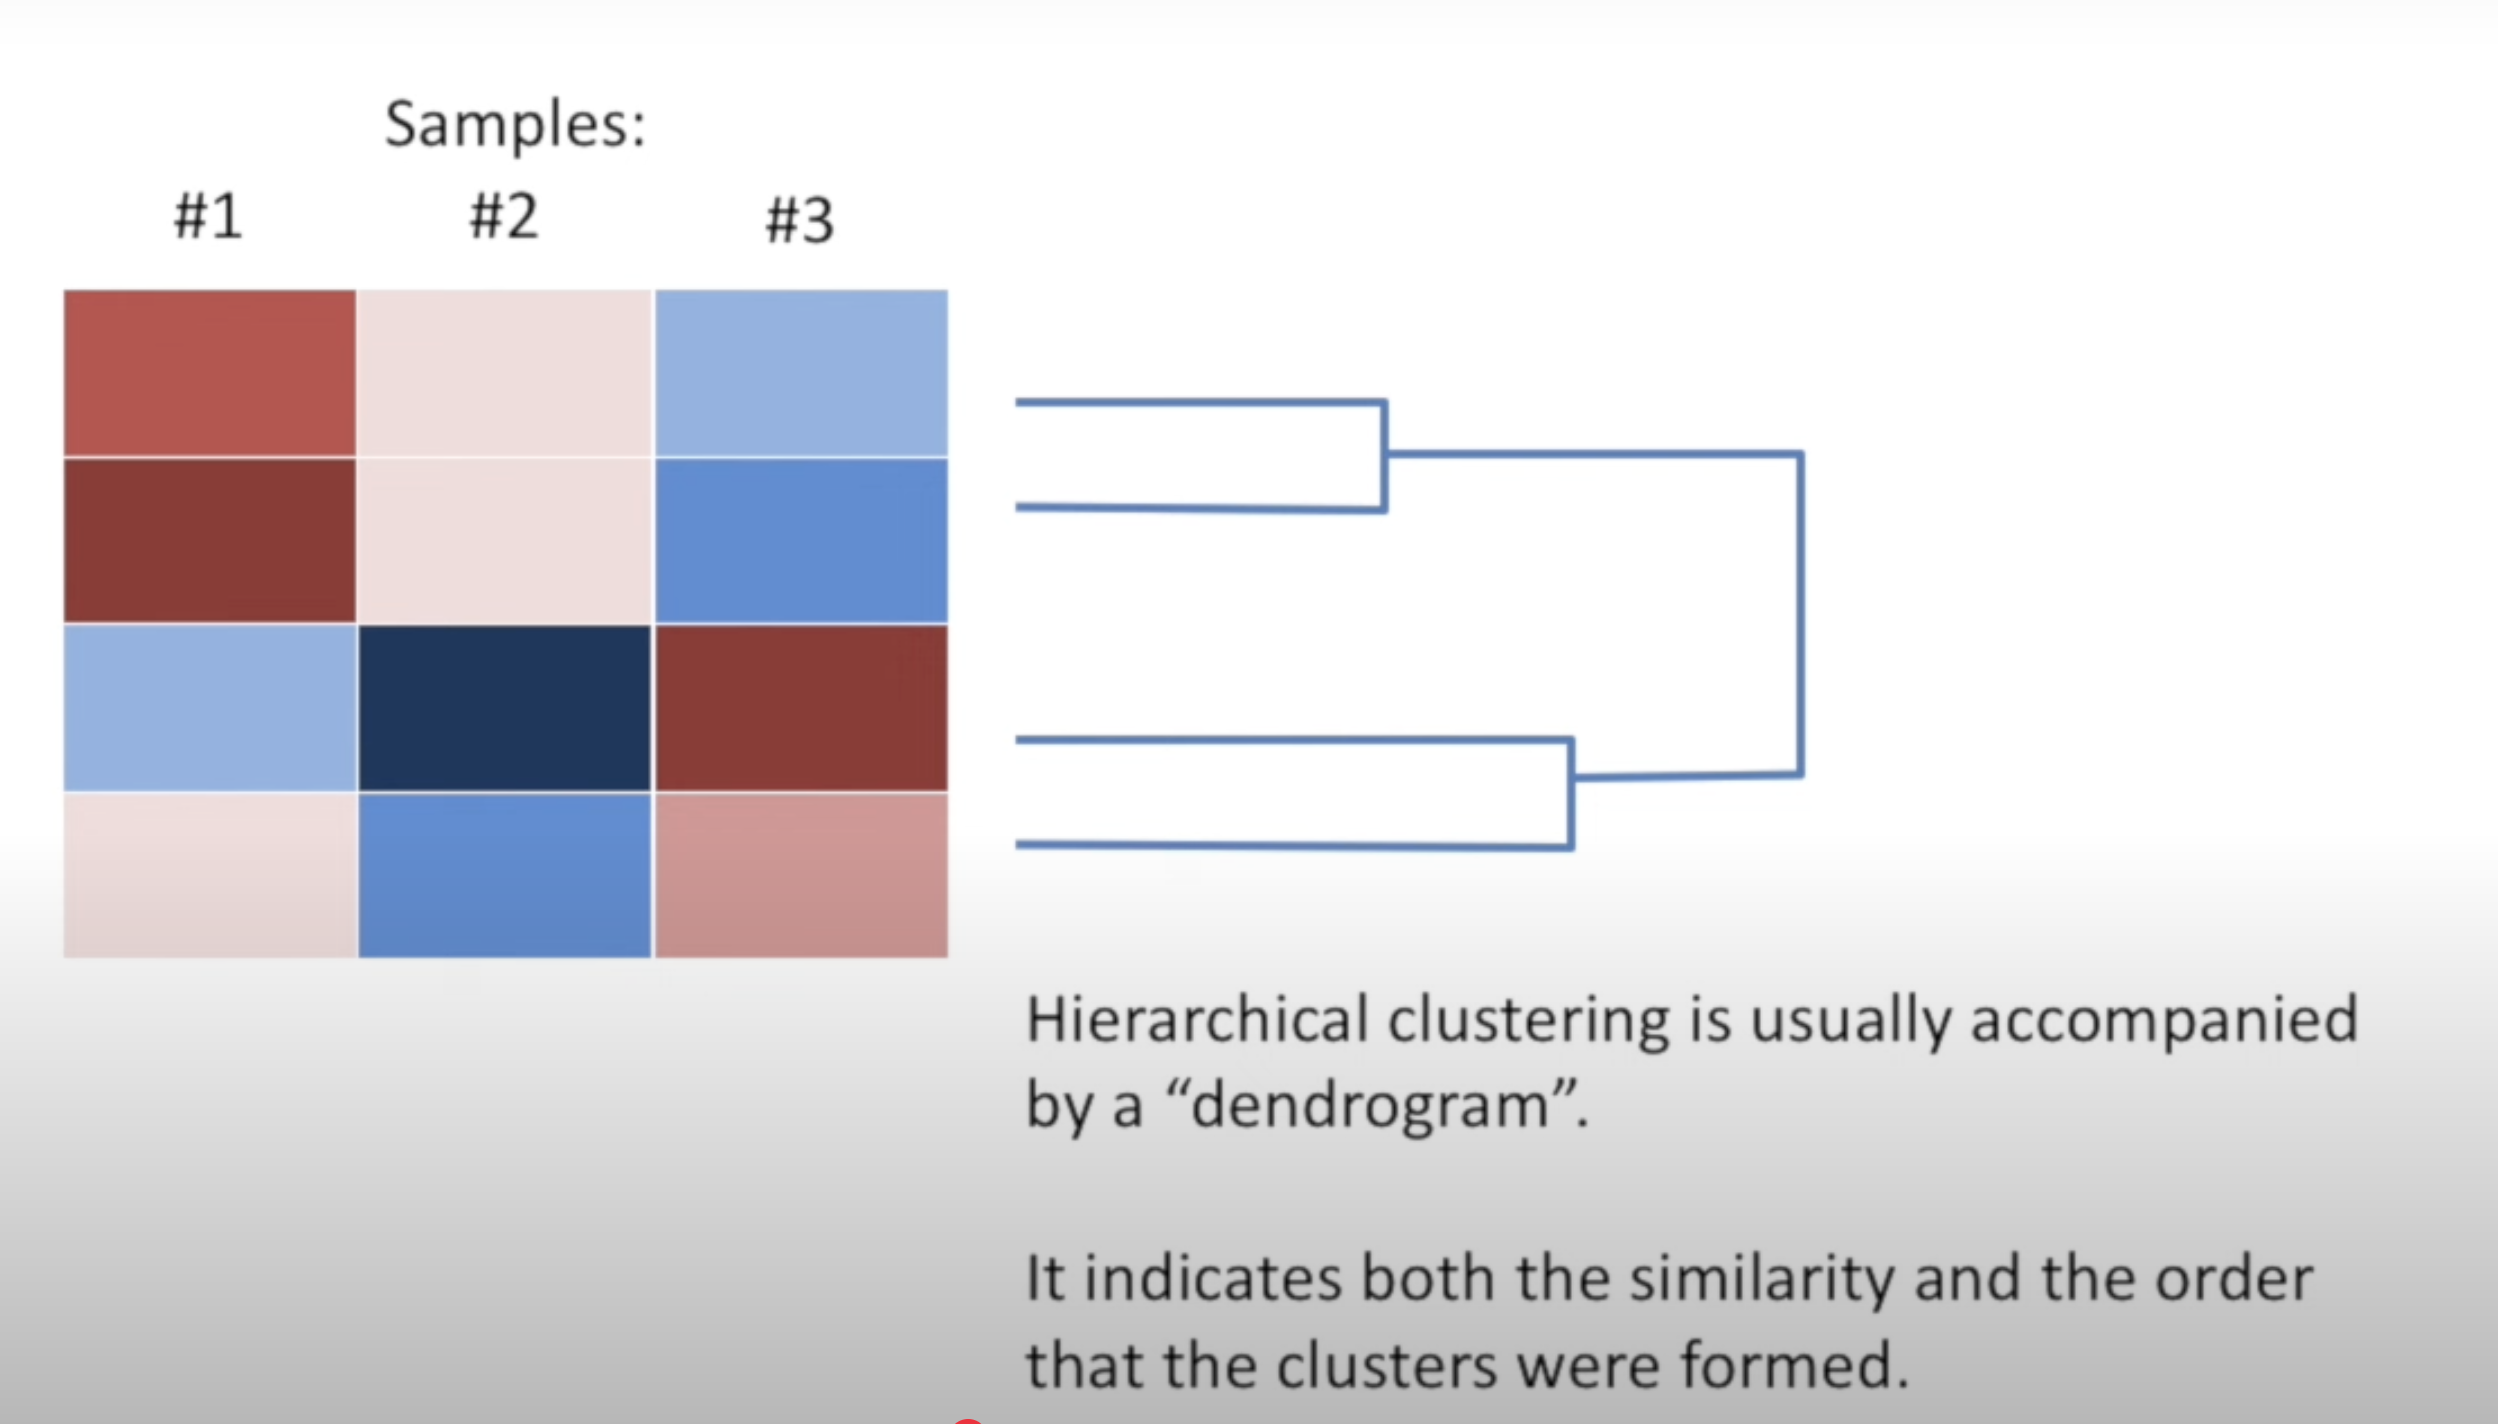 Samples:
#1 #2 #3
Hierarchical clustering is usually accompanied
by a “dendrogram”.
It indicates both the similarity and the order
that the clusters were formed.